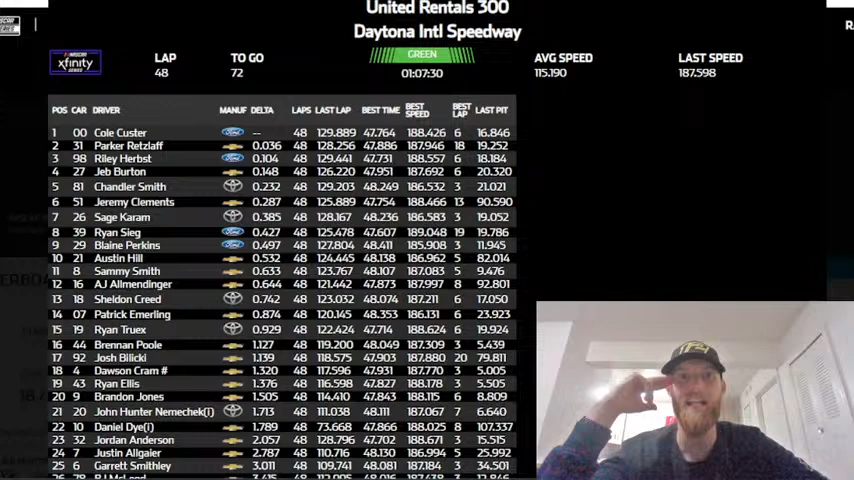 United Rentals 300
Daytona Intl Speedway
xfinity
SERIES
LAP TO GO GREEN AVG SPEED LAST SPEED
48 72 01:07:30 115.190 187.598
POS CAR DRIVER MANUF DELTA LAPS LAST LAP BEST TIME BEST SPEED BEST LAP LAST PIT
1 00 Cole Custer Ford -- 48 129.889 47.764 188.426 6 16.846
2 31 Parker Retzlaff 0.036 48 128.256 47.886 187.946 18 19.252
3 98 Riley Herbst Ford 0.104 48 129.441 47.731 188.557 6 18.184
4 27 Jeb Burton 0.148 48 126.220 47.951 187.692 6 20.320
5 81 Chandler Smith 0.232 48 129.203 48.249 186.532 3 21.021
6 51 Jeremy Clements 0.287 48 125.889 47.754 188.466 13 90.590
7 26 Sage Karam 0.385 48 128.167 48.236 186.583 3 19.052
8 39 Ryan Sieg Ford 0.427 48 125.478 47.607 189.048 19 19.786
9 29 Blaine Perkins Ford 0.497 48 127.804 48.411 185.908 3 11.945
10 21 Austin Hill 0.532 48 124.445 48.138 186.962 5 82.014
11 8 Sammy Smith 0.633 48 123.767 48.107 187.083 5 9.476
12 16 AJ Allmendinger 0.644 48 121.442 47.873 187.997 8 92.801
13 18 Sheldon Creed 0.742 48 123.032 48.074 187.211 6 17.050
14 07 Patrick Emerling 0.874 48 120.145 48.353 186.131 6 23.923
15 19 Ryan Truex 0.929 48 122.424 47.714 188.624 6 19.924
16 44 Brennan Poole 1.127 48 119.200 48.049 187.309 3 5.439
17 92 Josh Bilicki 1.139 48 118.575 47.903 187.880 20 79.811
18 4 Dawson Cram # 1.320 48 117.596 47.931 187.770 3 5.005
19 43 Ryan Ellis 1.376 48 116.598 47.827 188.178 3 5.505
20 9 Brandon Jones 1.505 48 114.410 47.843 188.115 6 8.809
21 20 John Hunter Nemechek(i) 1.713 48 111.038 48.111 187.067 7 6.640
22 10 Daniel Dye(i) 1.789 48 73.668 47.866 188.025 8 107.337
23 32 Jordan Anderson 2.057 48 128.796 47.702 188.671 3 15.515
24 7 Justin Allgaier 2.787 48 110.716 48.130 186.994 5 25.992
25 6 Garrett Smithley 3.011 48 109.741 48.081 187.184 3 34.501